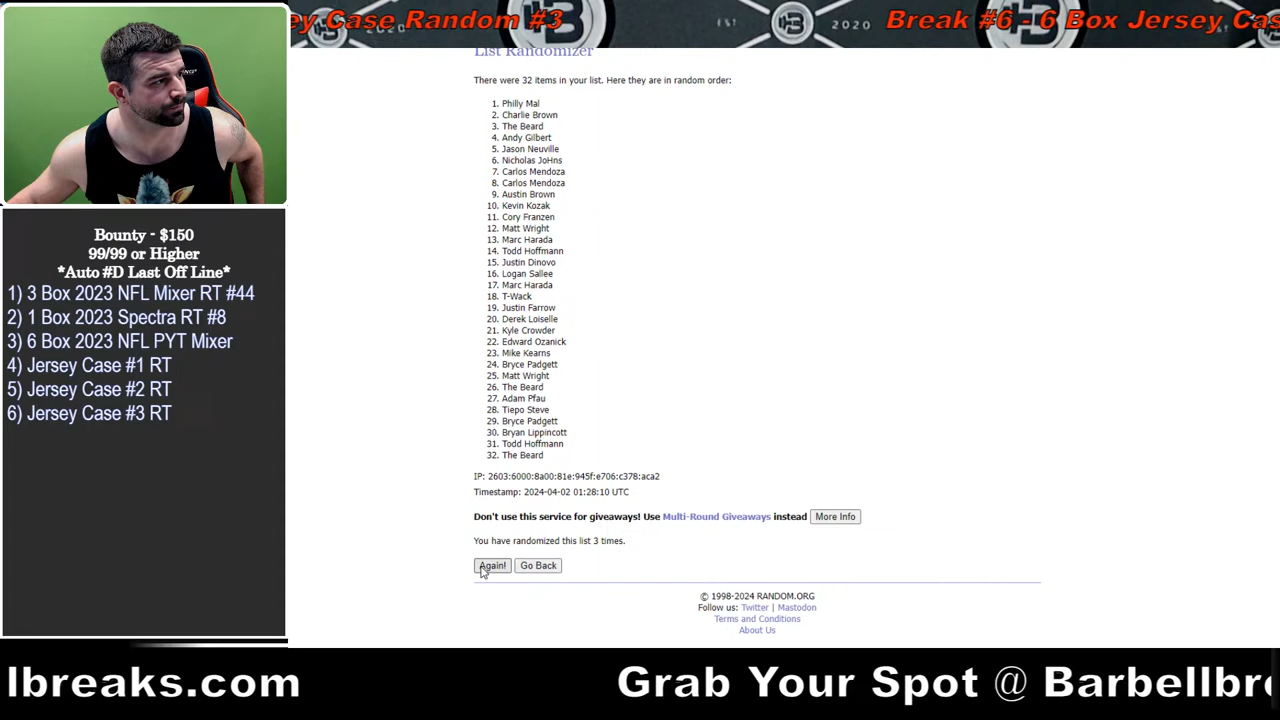 ey Case Random #3
EST
2020
2020
Break #6 - 6 Box Jersey Cas
List Randomizer
There were 32 items in your list. Here they are in random order:
1. Philly Mal
2. Charlie Brown
3. The Beard
4. Andy Gilbert
5. Jason Neuville
6. Nicholas JoHns
7. Carlos Mendoza
8. Carlos Mendoza
9. Austin Brown
10. Kevin Kozak
11. Cory Franzen
12. Matt Wright
13. Marc Harada
14. Todd Hoffmann
15. Justin Dinovo
16. Logan Sallee
17. Marc Harada
18. T-Wack
19. Justin Farrow
20. Derek Loiselle
21. Kyle Crowder
22. Edward Ozanick
23. Mike Kearns
24. Bryce Padgett
25. Matt Wright
26. The Beard
27. Adam Pfau
28. Tiepo Steve
29. Bryce Padgett
30. Bryan Lippincott
31. Todd Hoffmann
32. The Beard
IP: 2603:6000:8a00:81e:945f:e706:c378:aca2
Timestamp: 2024-04-02 01:28:10 UTC
Don't use this service for giveaways! Use Multi-Round Giveaways instead More Info
You have randomized this list 3 times.
Again! Go Back
© 1998-2024 RANDOM.ORG
Follow us: Twitter | Mastodon
Terms and Conditions
About Us
Bounty - $150
99/99 or Higher
*Auto #D Last Off Line*
1) 3 Box 2023 NFL Mixer RT #44
2) 1 Box 2023 Spectra RT #8
3) 6 Box 2023 NFL PYT Mixer
4) Jersey Case #1 RT
5) Jersey Case #2 RT
6) Jersey Case #3 RT
lbreaks.com
Grab Your Spot @ Barbellbre